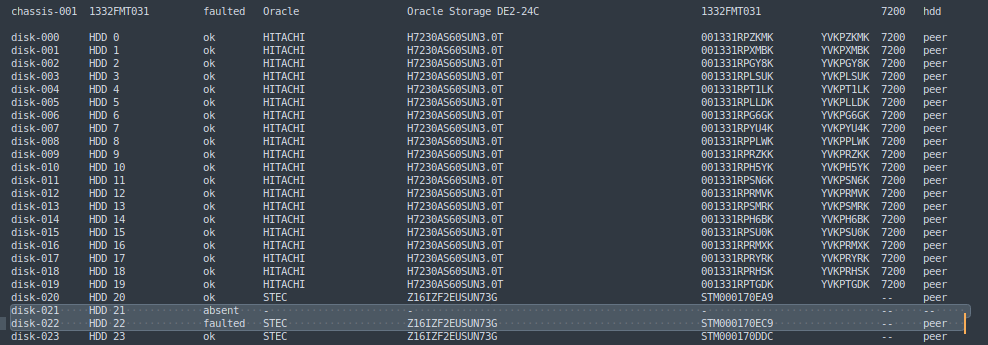 chassis-001 1332FMT031 faulted Oracle Oracle Storage DE2-24C 1332FMT031 7200 hdd
disk-000 HDD 0 ok HITACHI H7230AS60SUN3.0T 001331RPZKMK YVKPZKMK 7200 peer
disk-001 HDD 1 ok HITACHI H7230AS60SUN3.0T 001331RPXMBK YVKPXMBK 7200 peer
disk-002 HDD 2 ok HITACHI H7230AS60SUN3.0T 001331RPGY8K YVKPGY8K 7200 peer
disk-003 HDD 3 ok HITACHI H7230AS60SUN3.0T 001331RPLSUK YVKPLSUK 7200 peer
disk-004 HDD 4 ok HITACHI H7230AS60SUN3.0T 001331RPT1LK YVKPT1LK 7200 peer
disk-005 HDD 5 ok HITACHI H7230AS60SUN3.0T 001331RPLLDK YVKPLLDK 7200 peer
disk-006 HDD 6 ok HITACHI H7230AS60SUN3.0T 001331RPG6GK YVKPG6GK 7200 peer
disk-007 HDD 7 ok HITACHI H7230AS60SUN3.0T 001331RPYU4K YVKPYU4K 7200 peer
disk-008 HDD 8 ok HITACHI H7230AS60SUN3.0T 001331RPPLWK YVKPPLWK 7200 peer
disk-009 HDD 9 ok HITACHI H7230AS60SUN3.0T 001331RPRZKK YVKPRZKK 7200 peer
disk-010 HDD 10 ok HITACHI H7230AS60SUN3.0T 001331RPH5YK YVKPH5YK 7200 peer
disk-011 HDD 11 ok HITACHI H7230AS60SUN3.0T 001331RPSN6K YVKPSN6K 7200 peer
disk-012 HDD 12 ok HITACHI H7230AS60SUN3.0T 001331RPRMVK YVKPRMVK 7200 peer
disk-013 HDD 13 ok HITACHI H7230AS60SUN3.0T 001331RPSMRK YVKPSMRK 7200 peer
disk-014 HDD 14 ok HITACHI H7230AS60SUN3.0T 001331RPH6BK YVKPH6BK 7200 peer
disk-015 HDD 15 ok HITACHI H7230AS60SUN3.0T 001331RPSU0K YVKPSU0K 7200 peer
disk-016 HDD 16 ok HITACHI H7230AS60SUN3.0T 001331RPRMXK YVKPRMXK 7200 peer
disk-017 HDD 17 ok HITACHI H7230AS60SUN3.0T 001331RPRYRK YVKPRYRK 7200 peer
disk-018 HDD 18 ok HITACHI H7230AS60SUN3.0T 001331RPRHSK YVKPRHSK 7200 peer
disk-019 HDD 19 ok HITACHI H7230AS60SUN3.0T 001331RPTGDK YVKPTGDK 7200 peer
disk-020 HDD 20 ok STEC Z16IZF2EUSUN73G STM000170EA9 -- peer
disk-021 HDD 21 absent - - - -- --
disk-022 HDD 22 faulted STEC Z16IZF2EUSUN73G STM000170EC9 -- peer
disk-023 HDD 23 ok STEC Z16IZF2EUSUN73G STM000170DDC -- peer